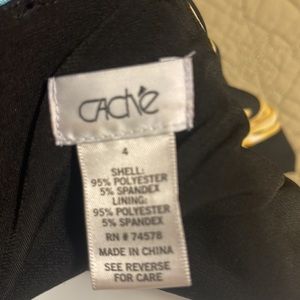 CACHÉ
4
SHELL:
95% POLYESTER
5% SPANDEX
LINING:
95% POLYESTER
5% SPANDEX
RN # 74578
MADE IN CHINA
SEE REVERSE
FOR CARE